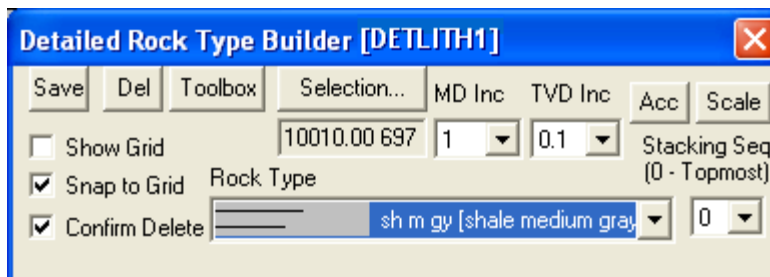 Detailed Rock Type Builder [DETLITH1]
Save Del Toolbox Selection... MD Inc TVD Inc Acc Scale
Show Grid 10010.00 697 1 0.1 Stacking Seq
Snap to Grid Rock Type (0 - Topmost)
Confirm Delete sh m gy [shale medium gray 0